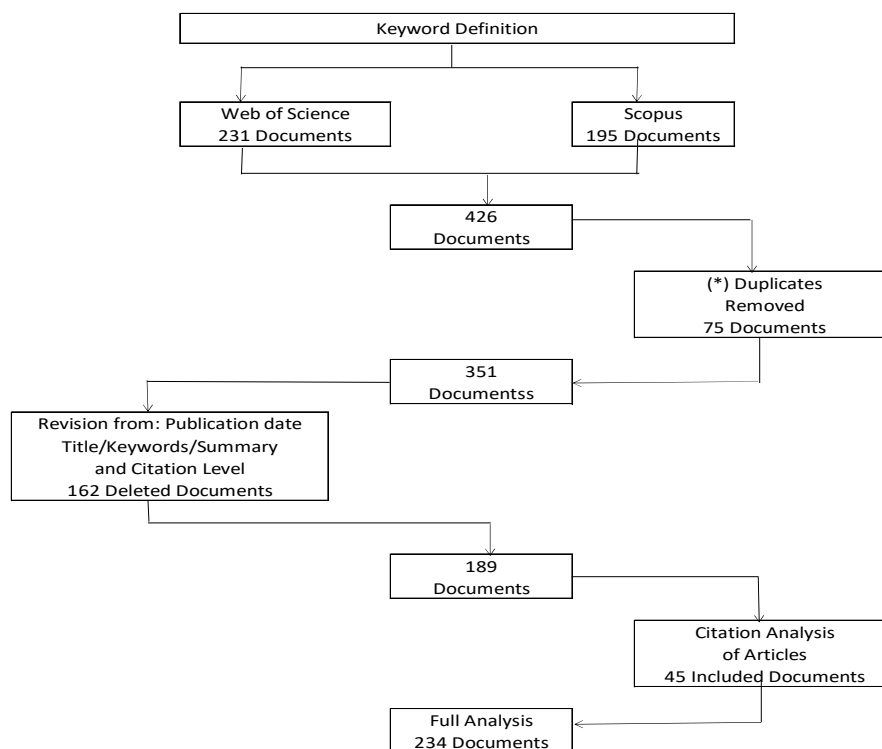 Keyword Definition
Web of Science
231 Documents
Scopus
195 Documents
426
Documents
(*) Duplicates
Removed
75 Documents
351
Documentss
Revision from: Publication date
Title/Keywords/Summary
and Citation Level
162 Deleted Documents
189
Documents
Citation Analysis
of Articles
45 Included Documents
Full Analysis
234 Documents